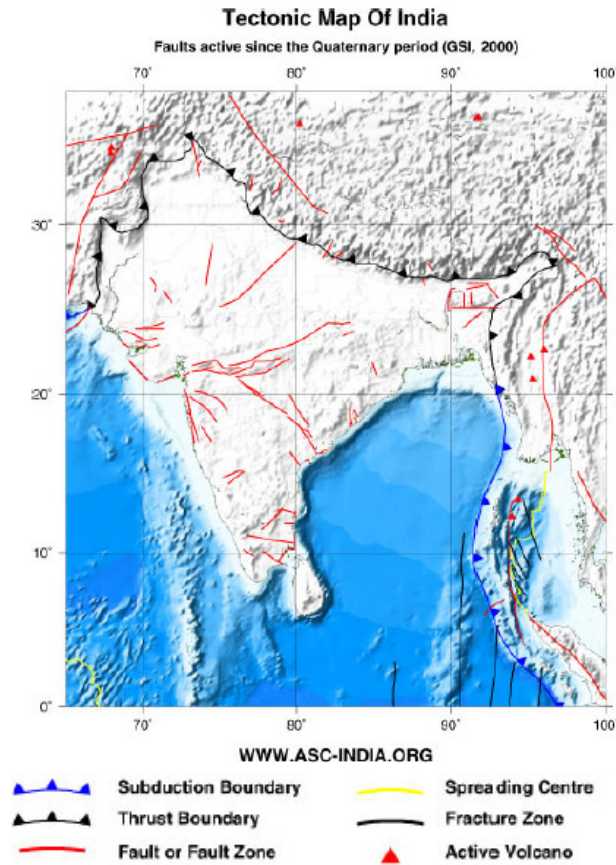 Tectonic Map Of India
Faults active since the Quaternary period (GSI, 2000)
70˚ 80˚ 90˚ 100
30˚
20˚
10˚
0˚
70˚ 80˚ 90˚ 100
WWW.ASC-INDIA.ORG
Subduction Boundary
Thrust Boundary
Fault or Fault Zone
Spreading Centre
Fracture Zone
Active Volcano